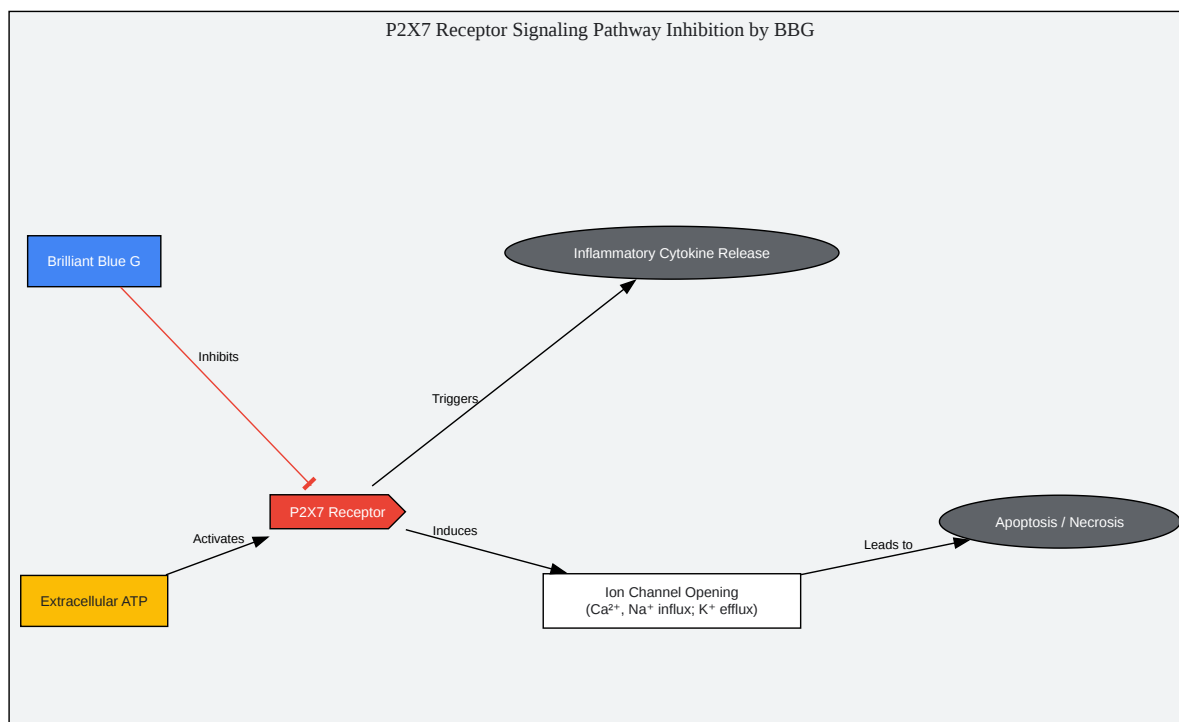 P2X7 Receptor Signaling Pathway Inhibition by BBG
Brilliant Blue G
Inflammatory Cytokine Release
Inhibits
Triggers
P2X7 Receptor
Activates
Induces
Apoptosis / Necrosis
Leads to
Extracellular ATP
Ion Channel Opening
(Ca²⁺, Na⁺ influx; K⁺ efflux)